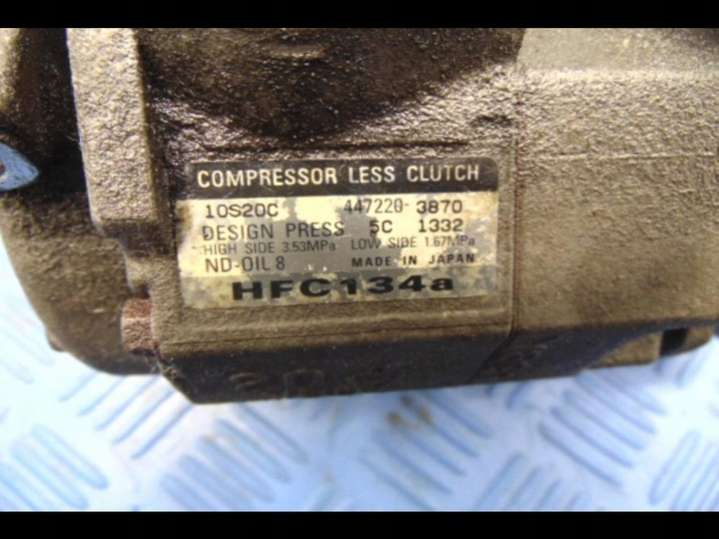 COMPRESSOR LESS CLUTCH
10S20C 447220-3870
DESIGN PRESS 5C 1332
HIGH SIDE 3.53MPa LOW SIDE 1.67MPa
ND-OIL 8 MADE IN JAPAN
HFC134a